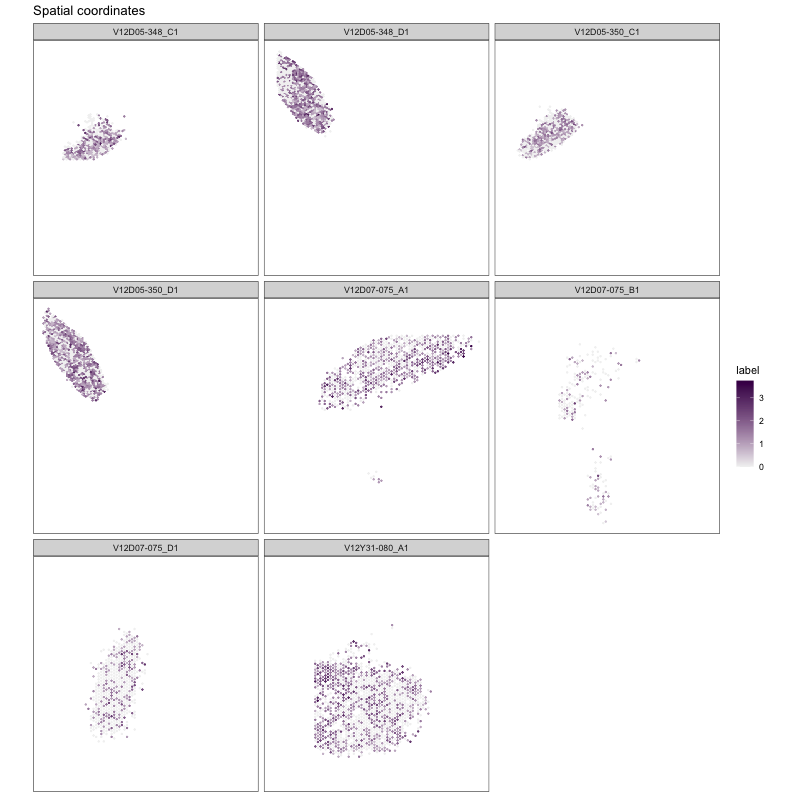 Spatial coordinates
V12D05-348_C1
V12D05-348_D1
V12D05-350_C1
V12D05-350_D1
V12D07-075_A1
V12D07-075_B1
label
3
2
1
0
V12D07-075_D1
V12Y31-080_A1